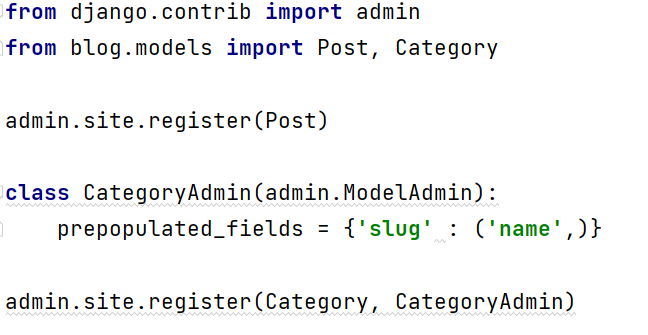 from django.contrib import admin
from blog.models import Post, Category
admin.site.register(Post)
class CategoryAdmin(admin.ModelAdmin):
    prepopulated_fields = {'slug' : ('name',)}
admin.site.register(Category, CategoryAdmin)